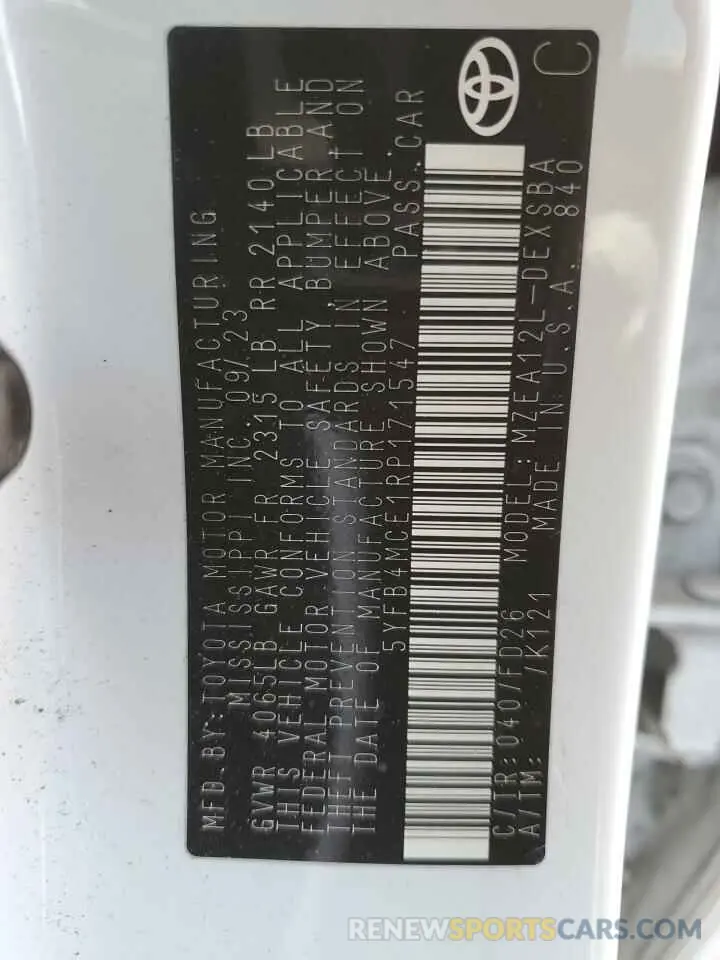 MFD.BY:TOYOTA MOTOR MANUFACTURING
MISSISSIPPI INC. 09/23
GVWR 4065LB GAWR FR 2315 LB RR 2140LB
THIS VEHICLE CONFORMS TO ALL APPLICABLE
FEDERAL MOTOR VEHICLE SAFETY, BUMPER AND
THEFT PREVENTION STANDARDS IN EFFECT ON
THE DATE OF MANUFACTURE SHOWN ABOVE.
5YFB4MCE1RP171547 PASS.CAR
C/TR:040/FD26 MODEL:MZEA12L-DEXSBA
A/TM: /K121 MADE IN U.S.A. 840
C
RENEWSPORTSCARS.COM